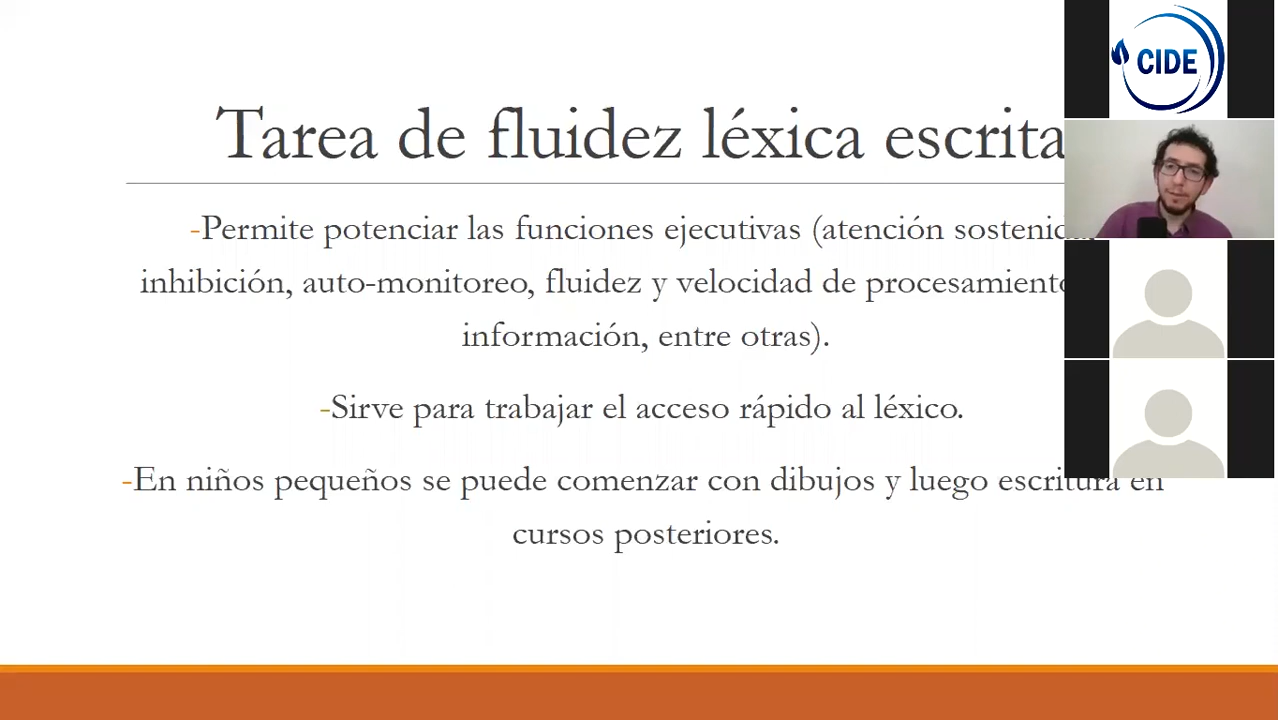 Tarea de fluidez léxica escrita
-Permite potenciar las funciones ejecutivas (atención
inhibición, auto-monitoreo, fluidez y velocidad de procesamiento
información, entre otras).
-Sirve para trabajar el acceso rápido al léxico.
-En niños pequeños se puede comenzar con dibujos y luego escritura en
cursos posteriores.
CIDE